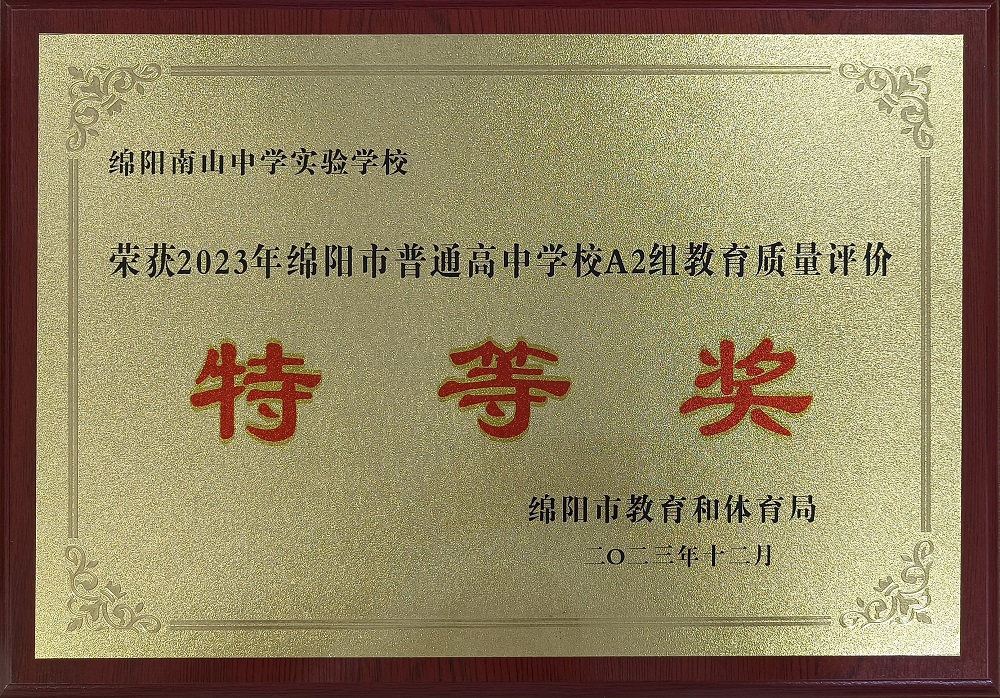 绵阳南山中学实验学校
荣获2023年绵阳市普通高中学校A2组教育质量评价
特等奖
绵阳市教育和体育局
二〇二三年十二月